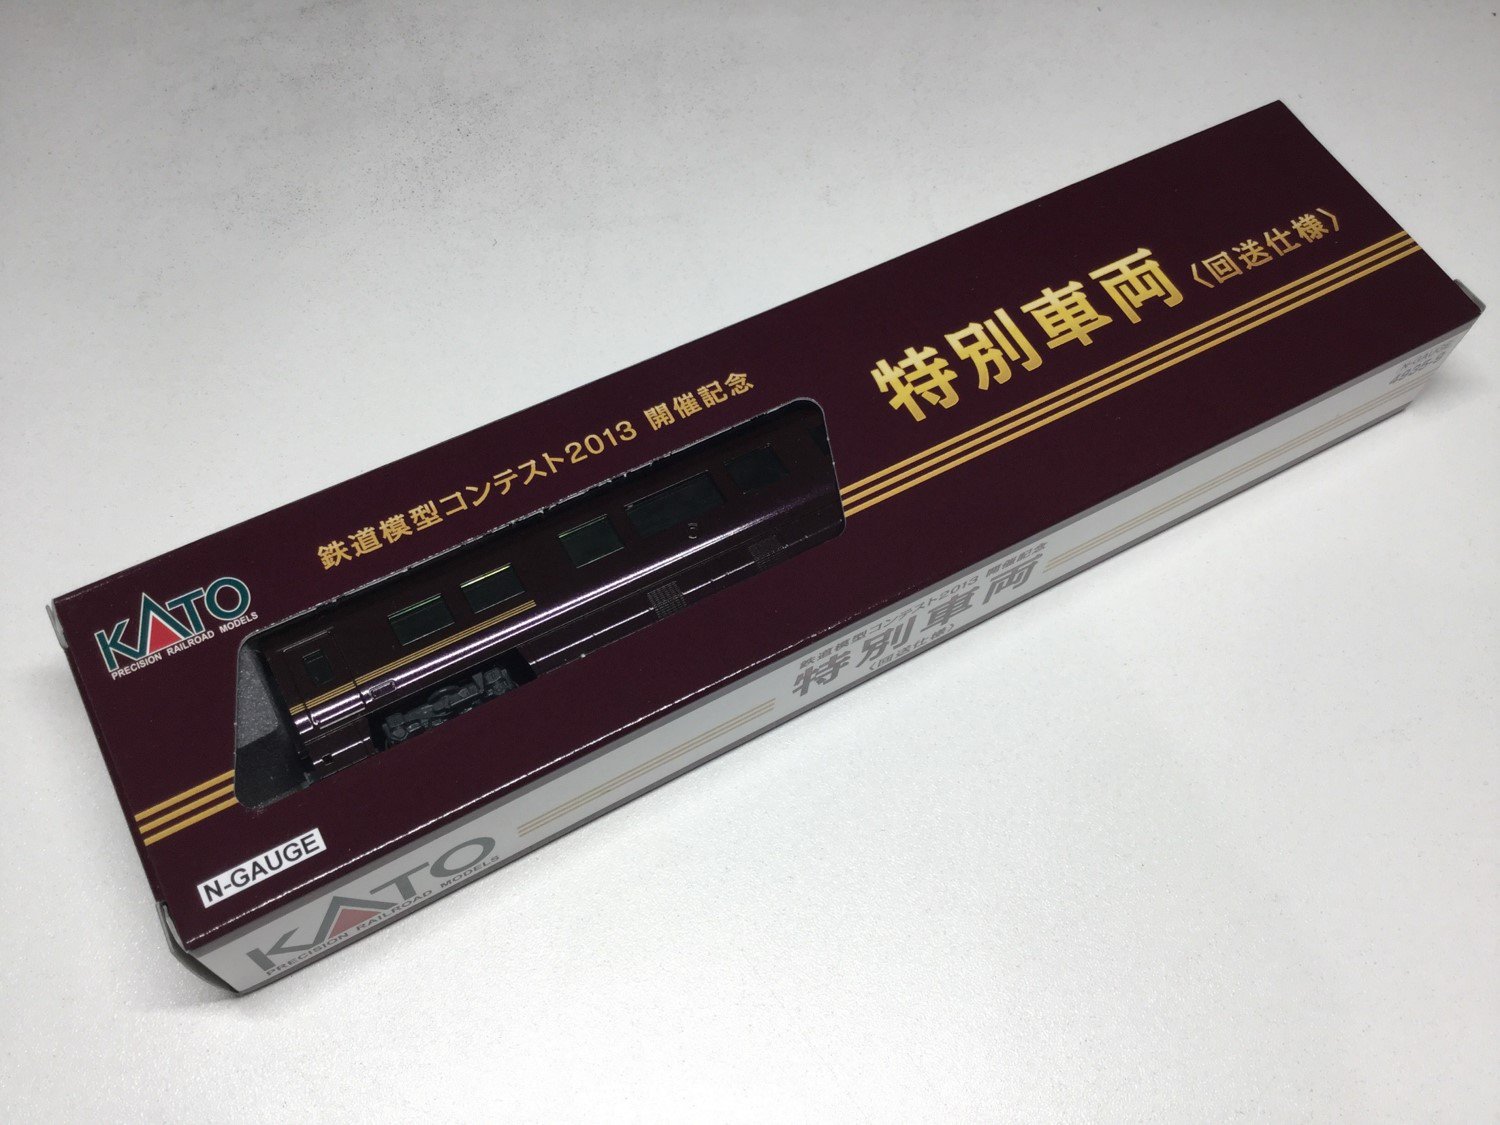 鉄道模型コンテスト2013 開催記念
特別車両〈回送仕様〉
KATO
PRECISION RAILROAD MODELS
N-GAUGE
KATO
PRECISION RAILROAD MODELS
鉄道模型コンテスト2013 開催記念
特別車両
〈回送仕様〉
N-GAUGE